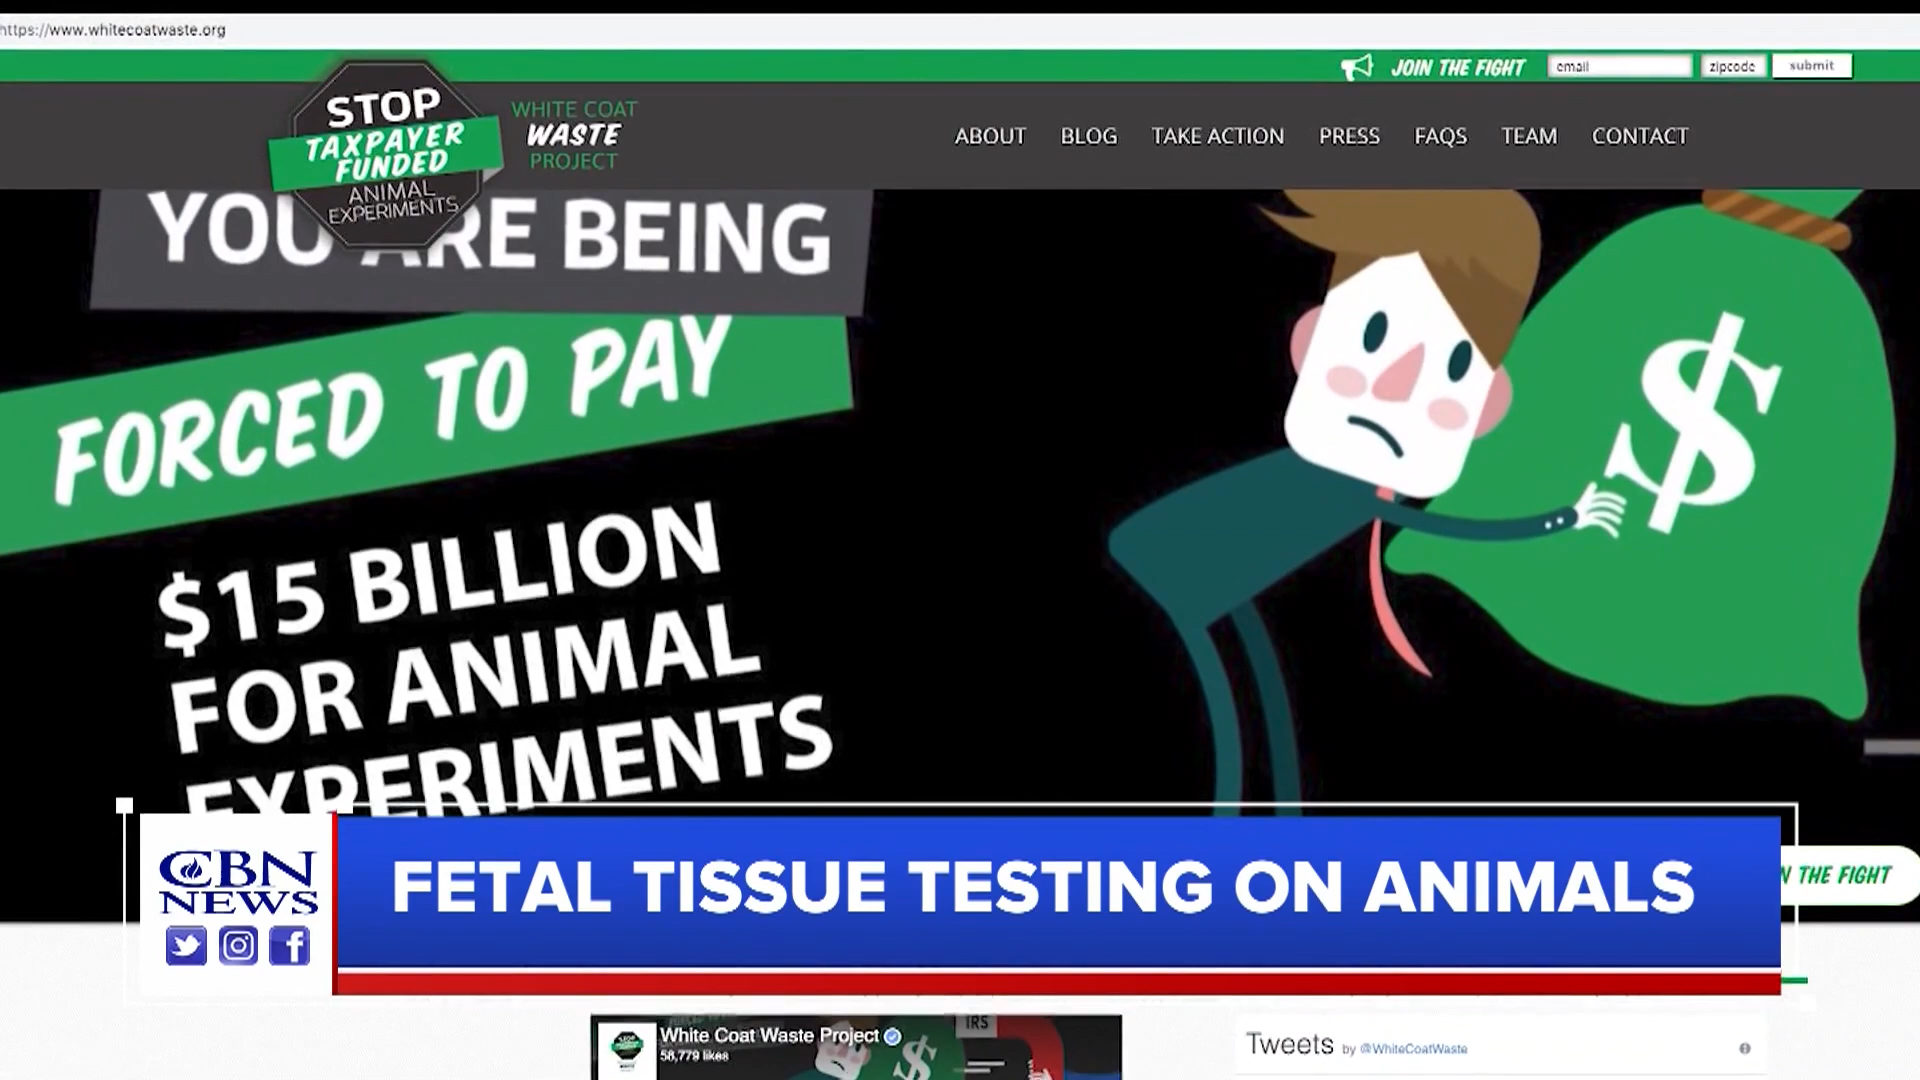 https://www.whitecoatwaste.org
JOIN THE FIGHT
email
zipcode
submit
STOP
TAXPAYER
FUNDED
ANIMAL
EXPERIMENTS
WHITE COAT
WASTE
PROJECT
ABOUT BLOG TAKE ACTION PRESS FAQS TEAM CONTACT
YOU ARE BEING
FORCED TO PAY
$15 BILLION
FOR ANIMAL
EXPERIMENTS
$
CBN
NEWS
FETAL TISSUE TESTING ON ANIMALS
N THE FIGHT
White Coat Waste Project
58,779 likes
IRS
$
Tweets by @WhiteCoatWaste